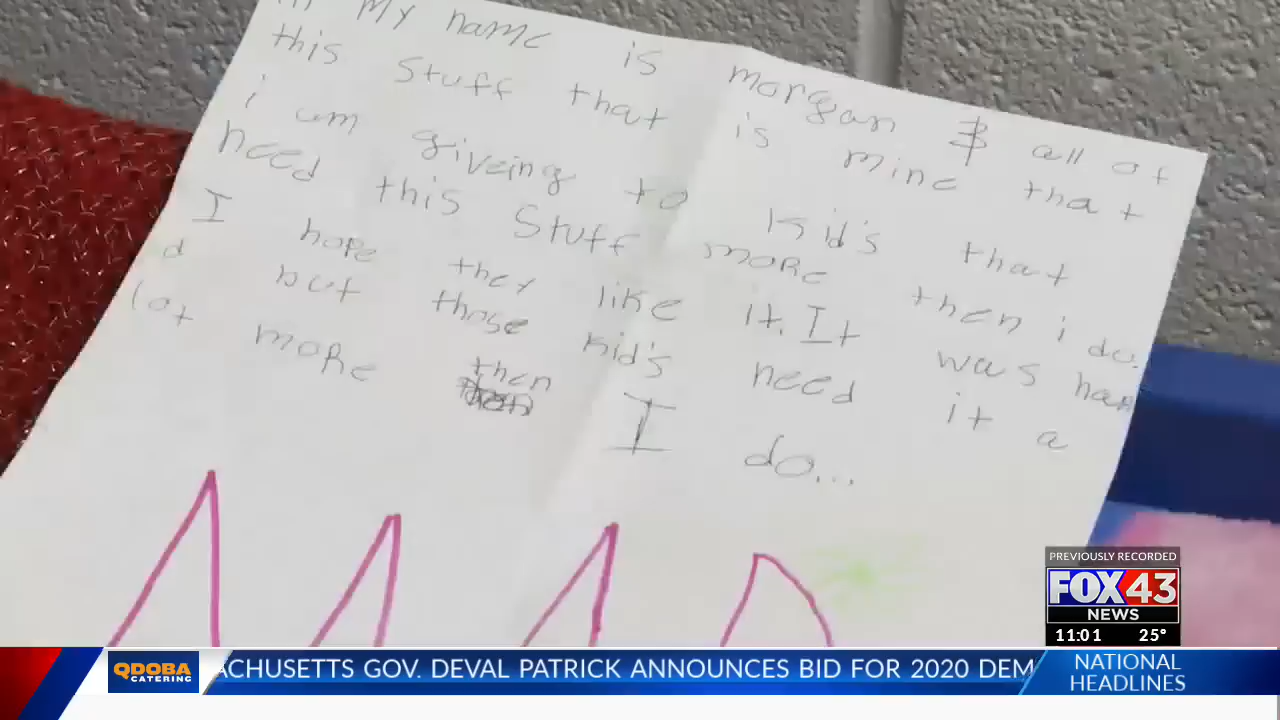 My name is morgan & all of
this stuff that is mine that
i am giveing to kid's that
need this stuff more then i do.
I hope they like it. It was har
d but those kid's need it a
lot more then I do...
PREVIOUSLY RECORDED
FOX 43
NEWS
11:01 25°
QDOBA
CATERING
ACHUSETTS GOV. DEVAL PATRICK ANNOUNCES BID FOR 2020 DEM
NATIONAL
HEADLINES